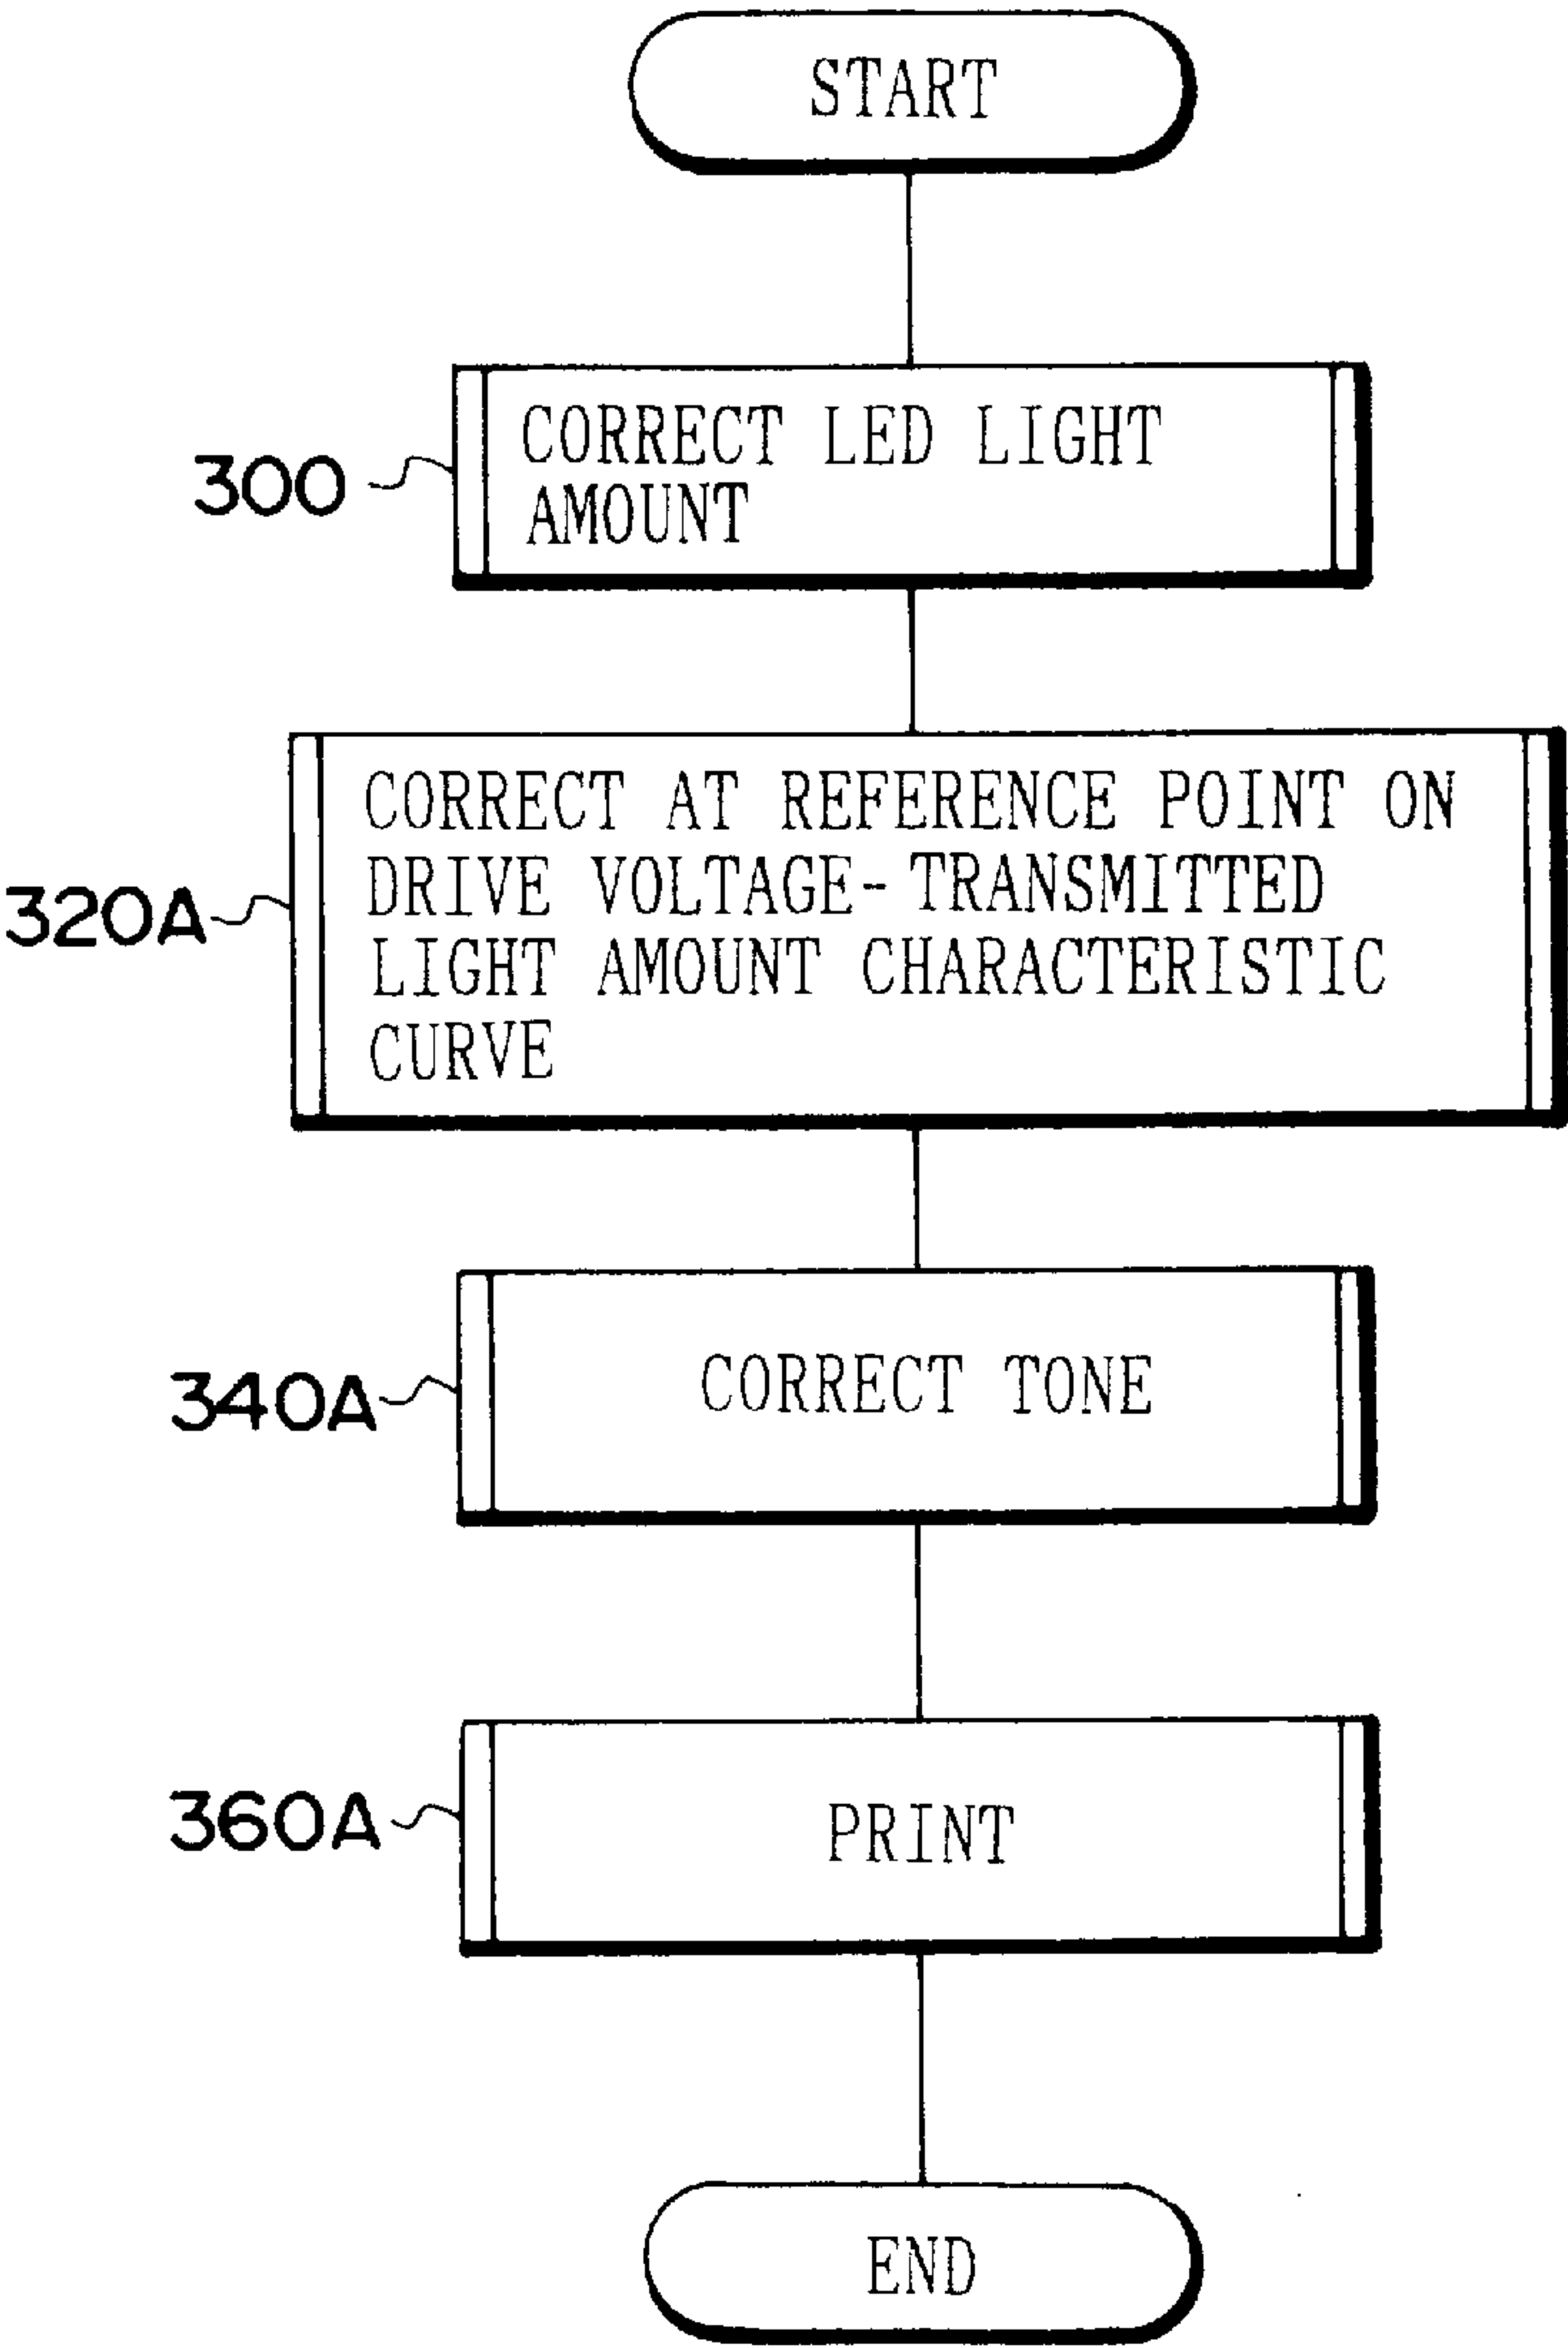 START
300
CORRECT LED LIGHT
AMOUNT
320A
CORRECT AT REFERENCE POINT ON
DRIVE VOLTAGE-TRANSMITTED
LIGHT AMOUNT CHARACTERISTIC
CURVE
340A
CORRECT TONE
360A
PRINT
END